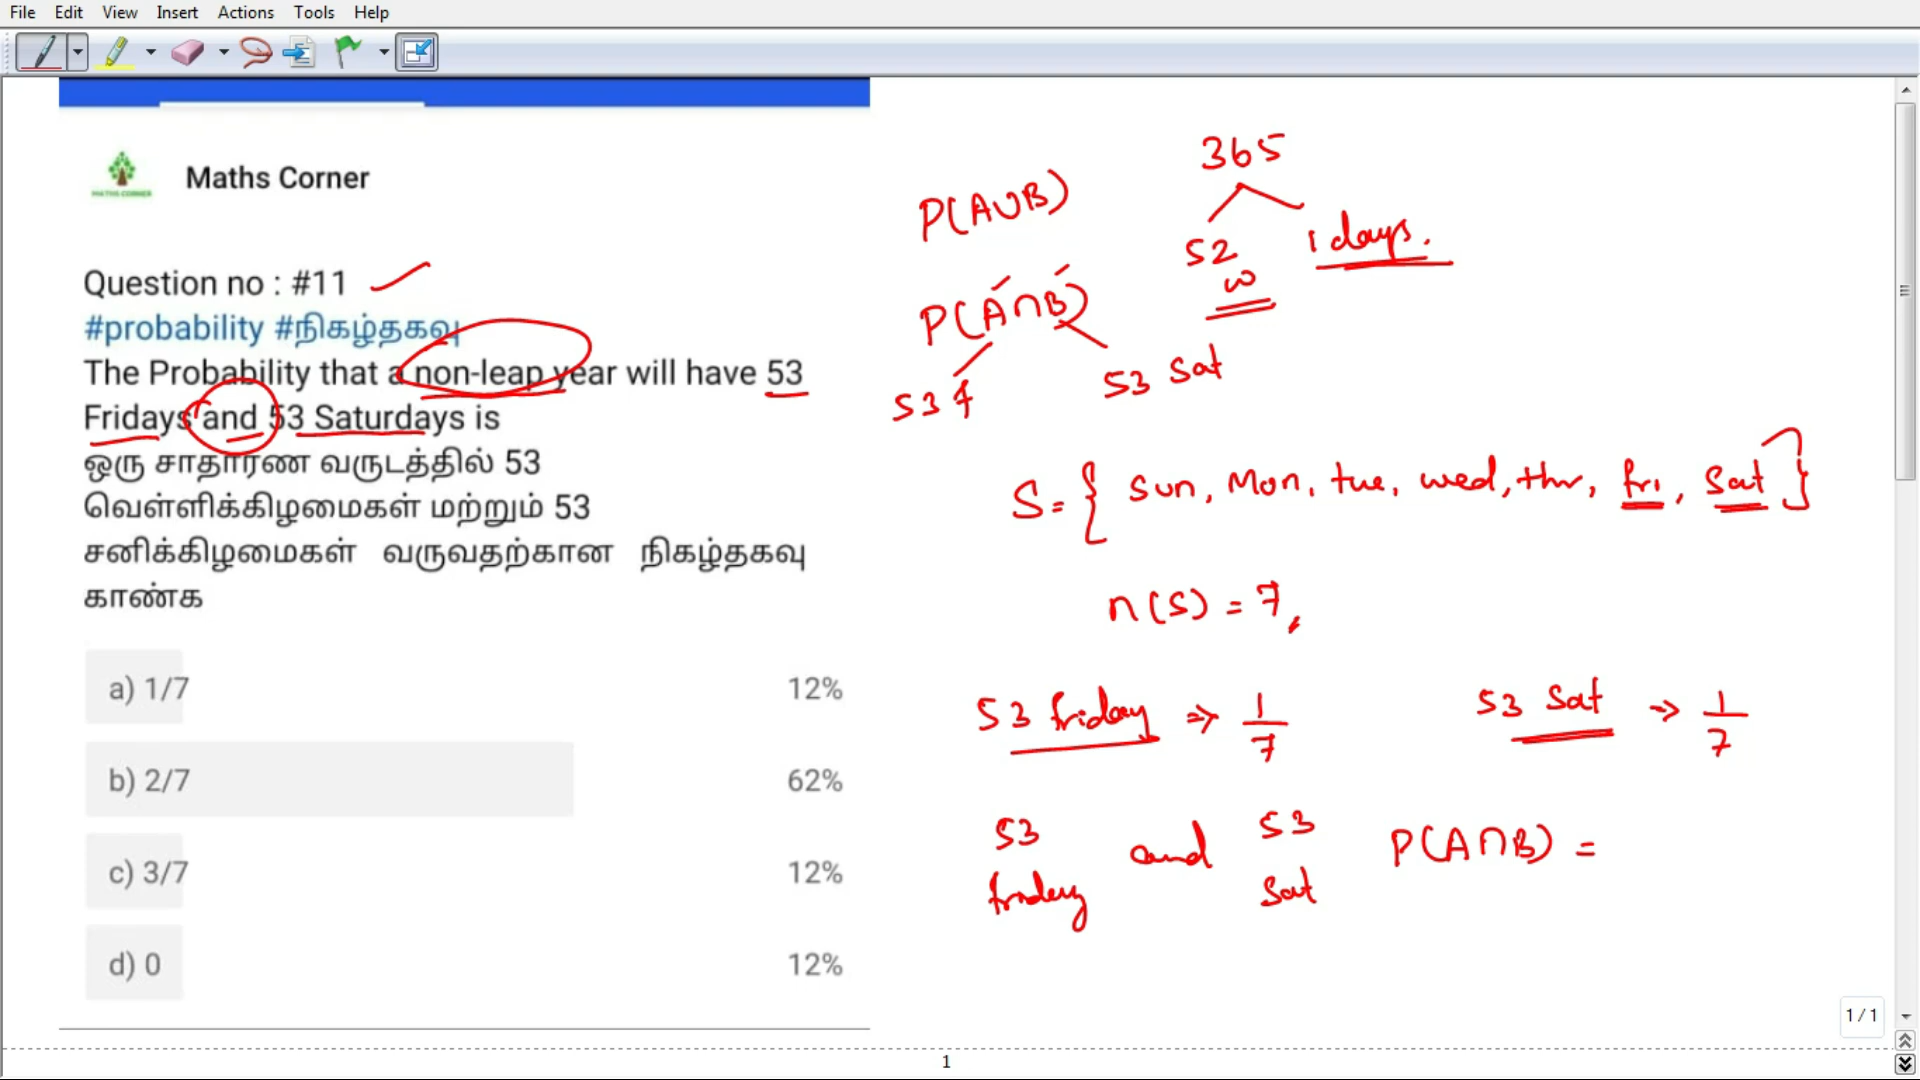 File Edit View Insert Actions Tools Help
Maths Corner
MATHS CORNER
Question no : #11
#probability #நிகழ்தகவு
The Probability that a non-leap year will have 53
Fridays and 53 Saturdays is
ஒரு சாதாரண வருடத்தில் 53
வெள்ளிக்கிழமைகள் மற்றும் 53
சனிக்கிழமைகள் வருவதற்கான நிகழ்தகவு
காண்க
a) 1/7 12%
b) 2/7 62%
c) 3/7 12%
d) 0 12%
365
P(A∪B)
52 1 days.
w
P(A∩B)
53 f 53 Sat
S = { Sun, Mon, tue, wed, thr, fri, Sat }
n(S) = 7,
53 friday ⇒ 1/7 53 Sat ⇒ 1/7
53 friday and 53 Sat P(A∩B) =
1 / 1
1